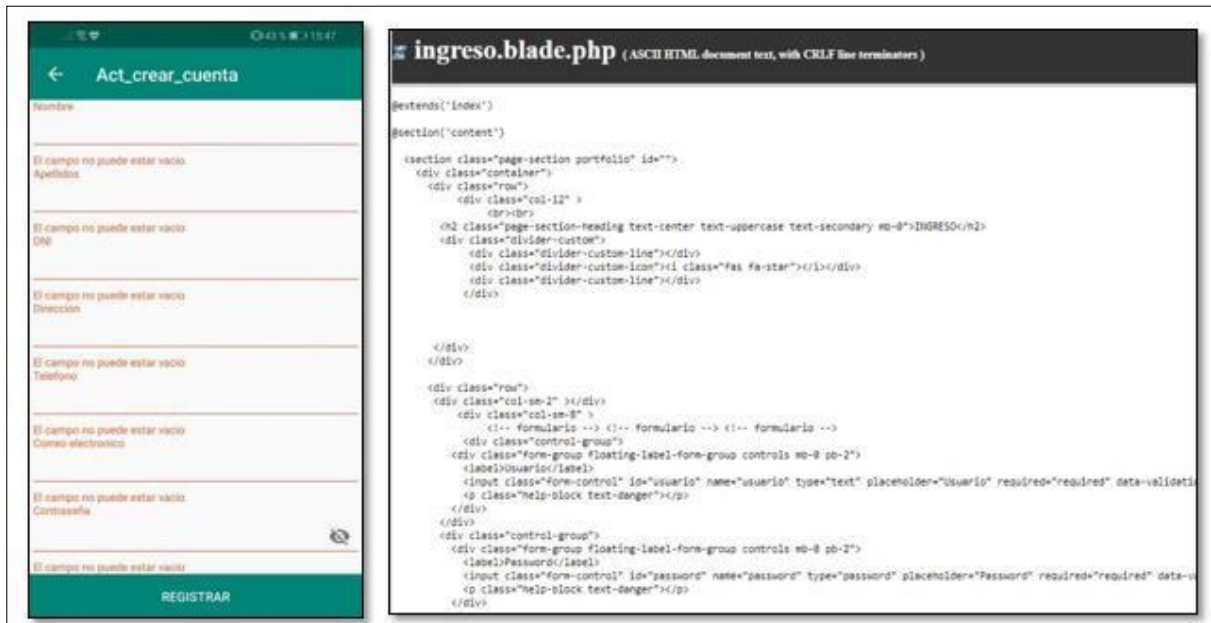 15:47
Act_crear_cuenta
Nombre
El campo no puede estar vacío
Apellidos
El campo no puede estar vacío
DNI
El campo no puede estar vacío
Dirección
El campo no puede estar vacío
Telefono
El campo no puede estar vacío
Correo electronico
El campo no puede estar vacío
Contraseña
El campo no puede estar vacío
REGISTRAR
ingreso.blade.php ( ASCII HTML document text, with CRLF line terminators )
@extends('index')
@section('content')
<section class="page-section portfolio" id="">
<div class="container">
<div class="row">
<div class="col-12" >
<br><br>
<h2 class="page-section-heading text-center text-uppercase text-secondary mb-0">INGRESO</h2>
<div class="divider-custom">
<div class="divider-custom-line"></div>
<div class="divider-custom-icon"><i class="fas fa-star"></i></div>
<div class="divider-custom-line"></div>
</div>
</div>
</div>
<div class="row">
<div class="col-sm-2" ></div>
<div class="col-sm-8" >
<!-- formulario --> <!-- formulario --> <!-- formulario -->
<div class="control-group">
<div class="form-group floating-label-form-group controls mb-0 pb-2">
<label>Usuario</label>
<input class="form-control" id="usuario" name="usuario" type="text" placeholder="Usuario" required="required" data-validati
<p class="help-block text-danger"></p>
</div>
</div>
<div class="control-group">
<div class="form-group floating-label-form-group controls mb-0 pb-2">
<label>Password</label>
<input class="form-control" id="password" name="password" type="password" placeholder="Password" required="required" data-v
<p class="help-block text-danger"></p>
</div>